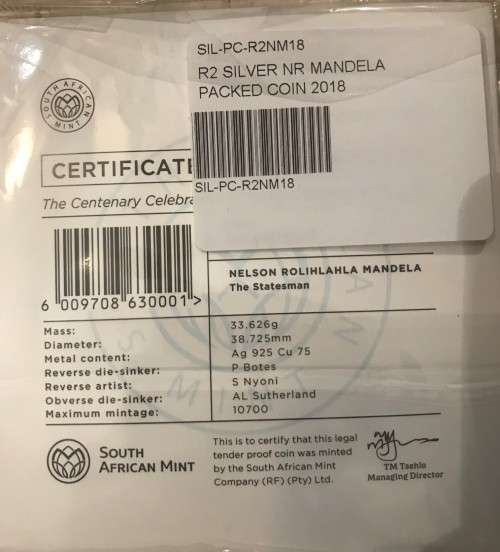 SIL-PC-R2NM18
R2 SILVER NR MANDELA
PACKED COIN 2018
SIL-PC-R2NM18
SOUTH AFRICAN MINT
CERTIFICAT
The Centenary Celebra
6 009708 630001 >
NELSON ROLIHLAHLA MANDELA
The Statesman
Mass: 33.626g
Diameter: 38.725mm
Metal content: Ag 925 Cu 75
Reverse die-sinker: P Botes
Reverse artist: S Nyoni
Obverse die-sinker: AL Sutherland
Maximum mintage: 10700
SOUTH
AFRICAN MINT
This is to certify that this legal
tender proof coin was minted
by the South African Mint
Company (RF) (Pty) Ltd.
TM Tsehlo
Managing Director